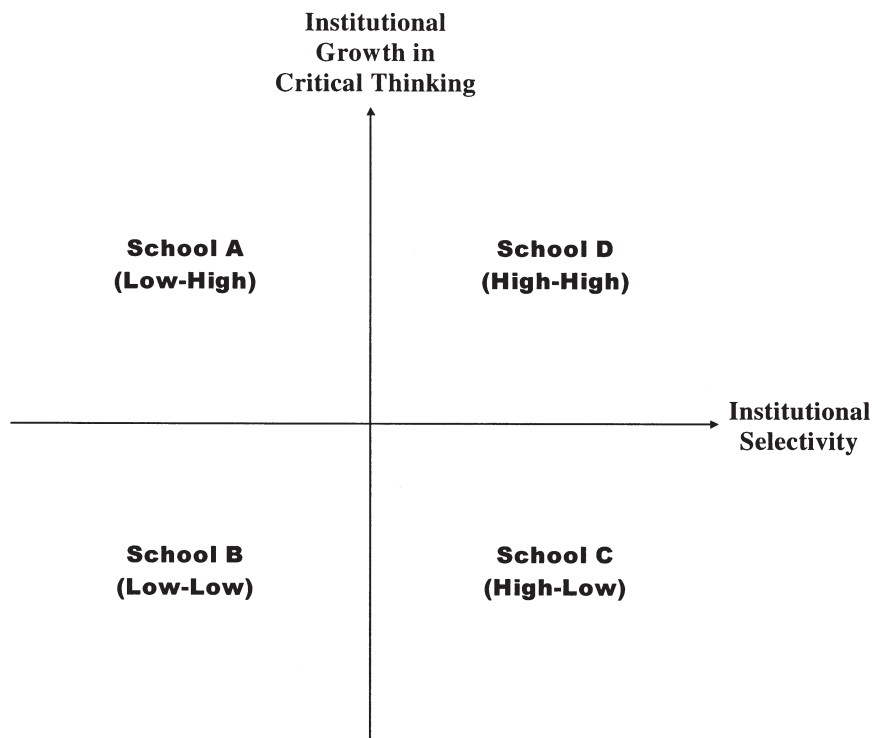 Institutional
Growth in
Critical Thinking
School A
(Low-High)
School D
(High-High)
Institutional
Selectivity
School B
(Low-Low)
School C
(High-Low)